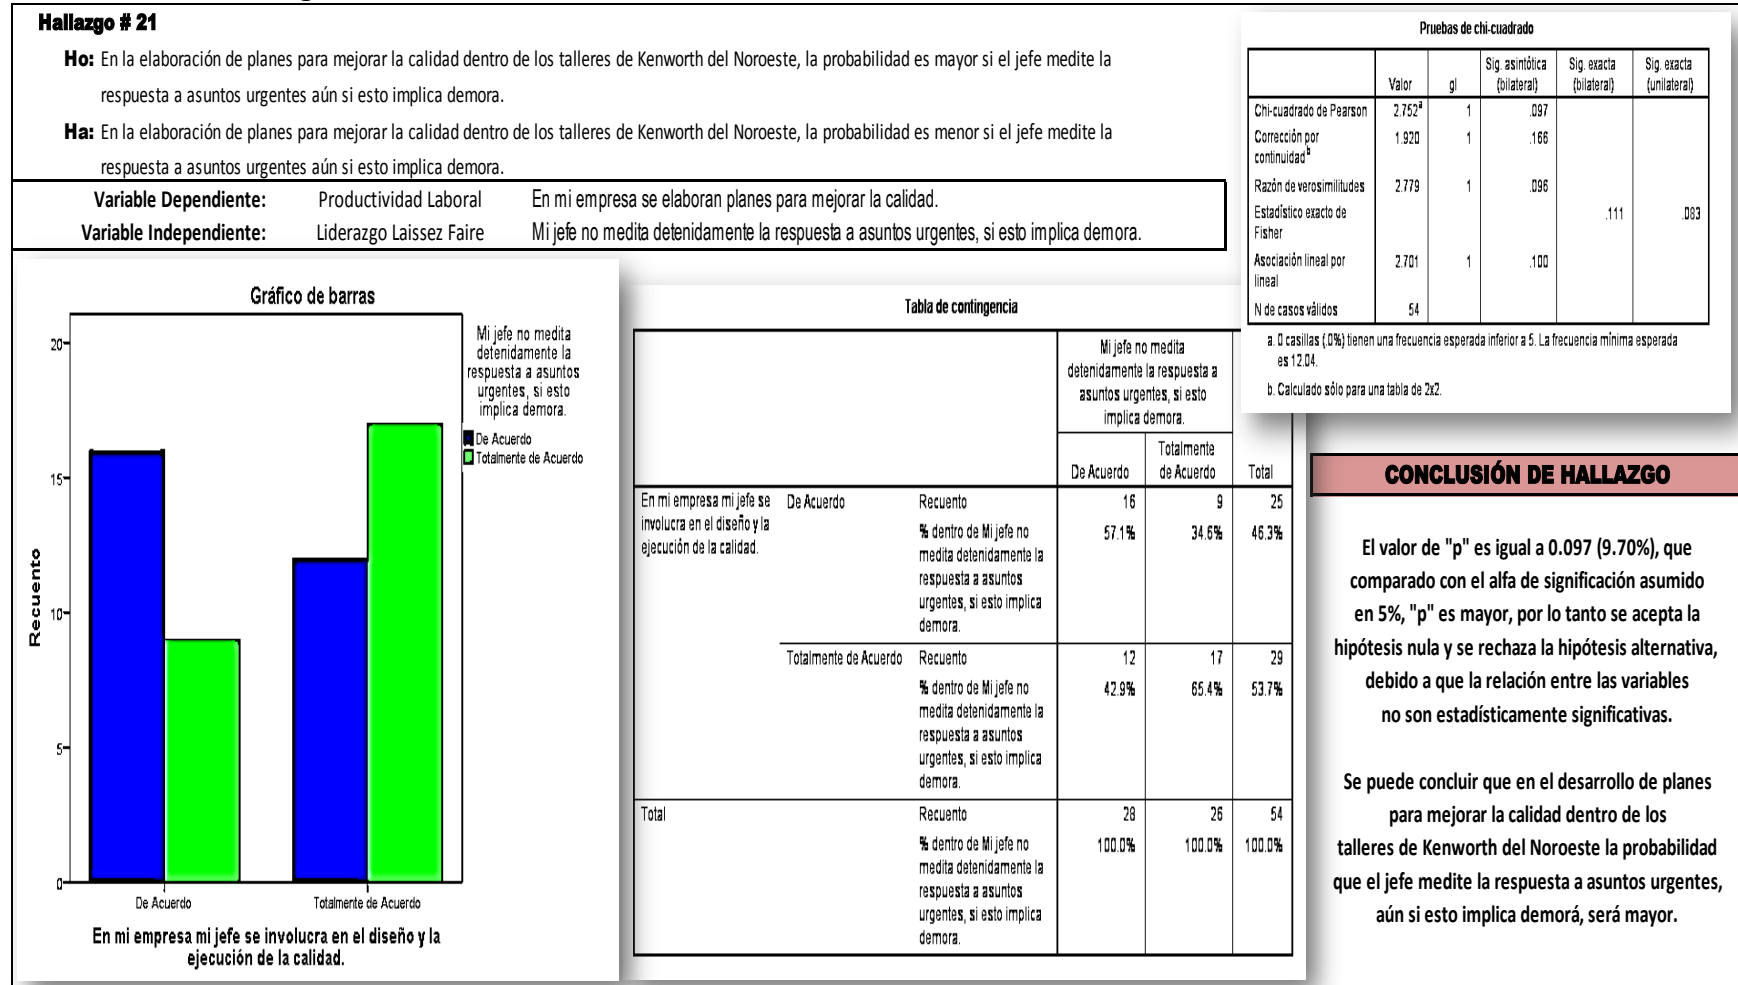 Hallazgo # 21
Ho: En la elaboración de planes para mejorar la calidad dentro de los talleres de Kenworth del Noroeste, la probabilidad es mayor si el jefe medite la
respuesta a asuntos urgentes aún si esto implica demora.
Ha: En la elaboración de planes para mejorar la calidad dentro de los talleres de Kenworth del Noroeste, la probabilidad es menor si el jefe medite la
respuesta a asuntos urgentes aún si esto implica demora.
Variable Dependiente: Productividad Laboral En mi empresa se elaboran planes para mejorar la calidad.
Variable Independiente: Liderazgo Laissez Faire Mi jefe no medita detenidamente la respuesta a asuntos urgentes, si esto implica demora.
Pruebas de chi-cuadrado
Valor gl Sig. asintótica (bilateral) Sig. exacta (bilateral) Sig. exacta (unilateral)
Chi-cuadrado de Pearson 2.752a 1 .097
Corrección por
continuidadb 1.920 1 .166
Razón de verosimilitudes 2.779 1 .096
Estadístico exacto de
Fisher .111 .083
Asociación lineal por
lineal 2.701 1 .100
N de casos válidos 54
a. 0 casillas (.0%) tienen una frecuencia esperada inferior a 5. La frecuencia mínima esperada
es 12.04.
b. Calculado sólo para una tabla de 2x2.
Gráfico de barras
Mi jefe no medita
detenidamente la
respuesta a asuntos
urgentes, si esto
implica demora.
De Acuerdo
Totalmente de Acuerdo
Recuento
20
15
10
5
0
De Acuerdo Totalmente de Acuerdo
En mi empresa mi jefe se involucra en el diseño y la
ejecución de la calidad.
Tabla de contingencia
Mi jefe no medita
detenidamente la respuesta a
asuntos urgentes, si esto
implica demora.
De Acuerdo Totalmente de Acuerdo Total
En mi empresa mi jefe se
involucra en el diseño y la
ejecución de la calidad.
De Acuerdo Recuento 16 9 25
% dentro de Mi jefe no 57.1% 34.6% 46.3%
medita detenidamente la
respuesta a asuntos
urgentes, si esto implica
demora.
Totalmente de Acuerdo Recuento 12 17 29
% dentro de Mi jefe no 42.9% 65.4% 53.7%
medita detenidamente la
respuesta a asuntos
urgentes, si esto implica
demora.
Total Recuento 28 26 54
% dentro de Mi jefe no 100.0% 100.0% 100.0%
medita detenidamente la
respuesta a asuntos
urgentes, si esto implica
demora.
CONCLUSIÓN DE HALLAZGO
El valor de "p" es igual a 0.097 (9.70%), que
comparado con el alfa de significación asumido
en 5%, "p" es mayor, por lo tanto se acepta la
hipótesis nula y se rechaza la hipótesis alternativa,
debido a que la relación entre las variables
no son estadísticamente significativas.
Se puede concluir que en el desarrollo de planes
para mejorar la calidad dentro de los
talleres de Kenworth del Noroeste la probabilidad
que el jefe medite la respuesta a asuntos urgentes,
aún si esto implica demorá, será mayor.